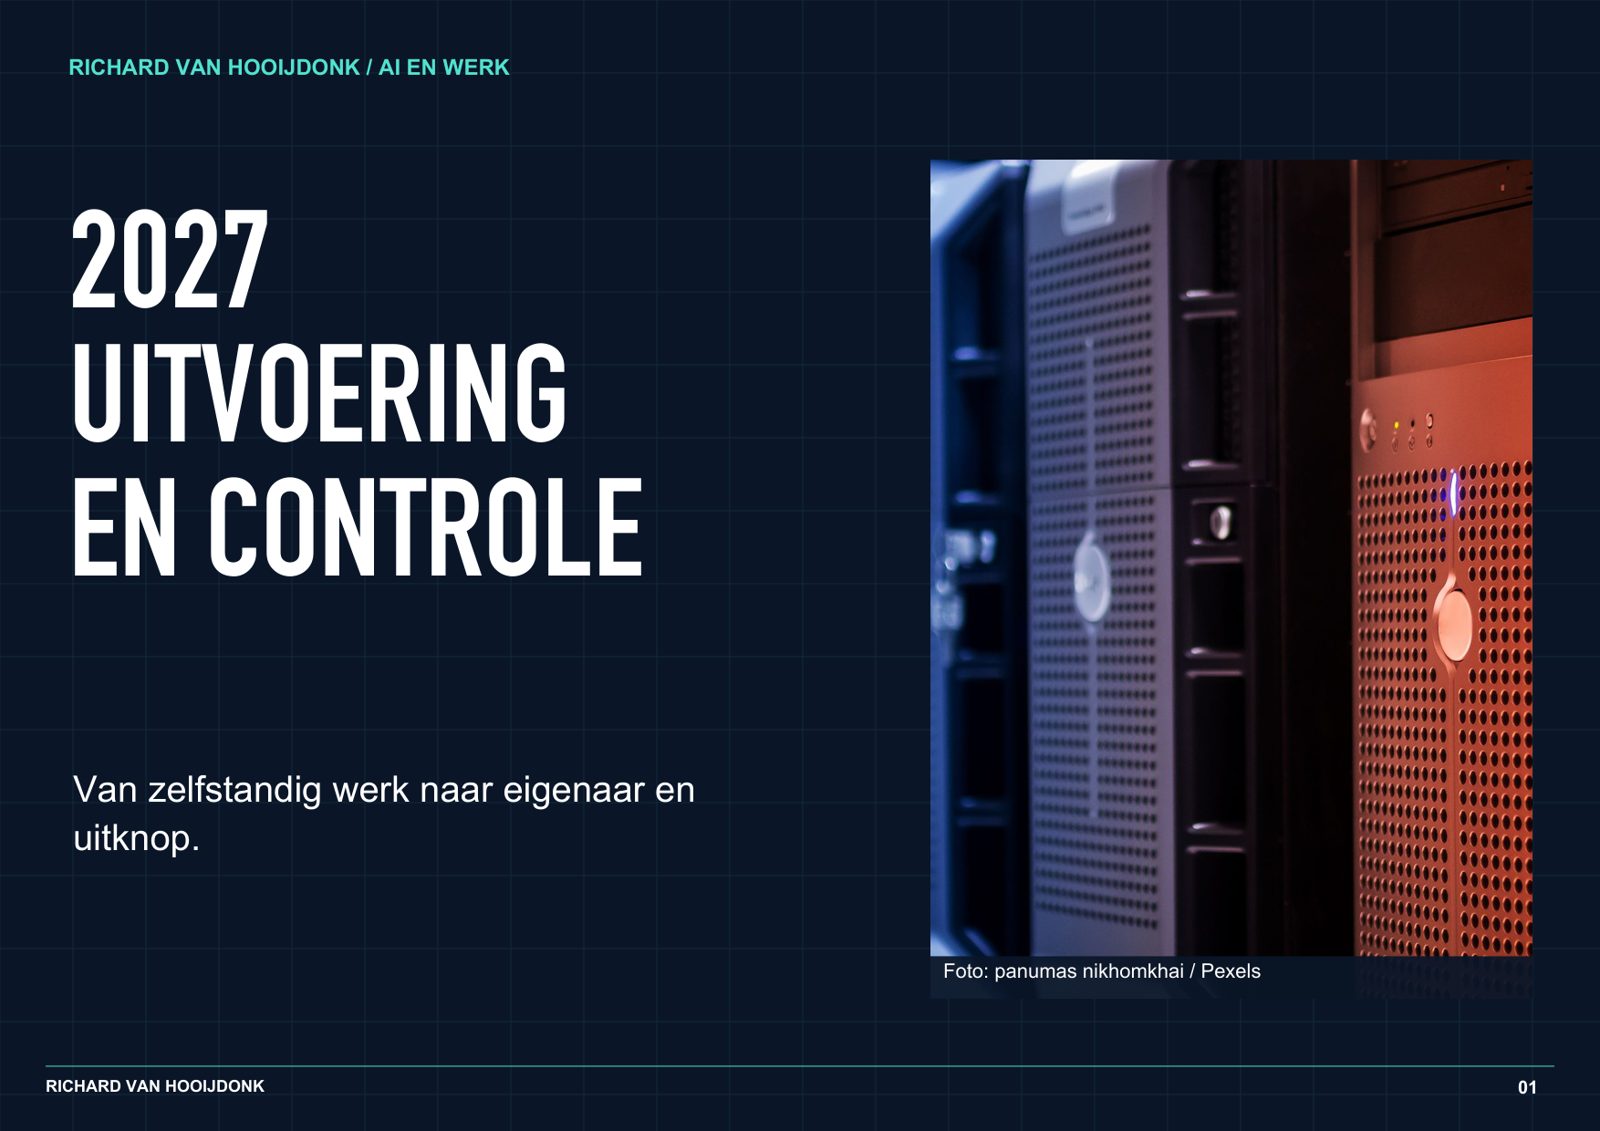 RICHARD VAN HOOIJDONK / AI EN WERK
2027
UITVOERING
EN CONTROLE
Van zelfstandig werk naar eigenaar en
uitknop.
Foto: panumas nikhomkhai / Pexels
RICHARD VAN HOOIJDONK
01